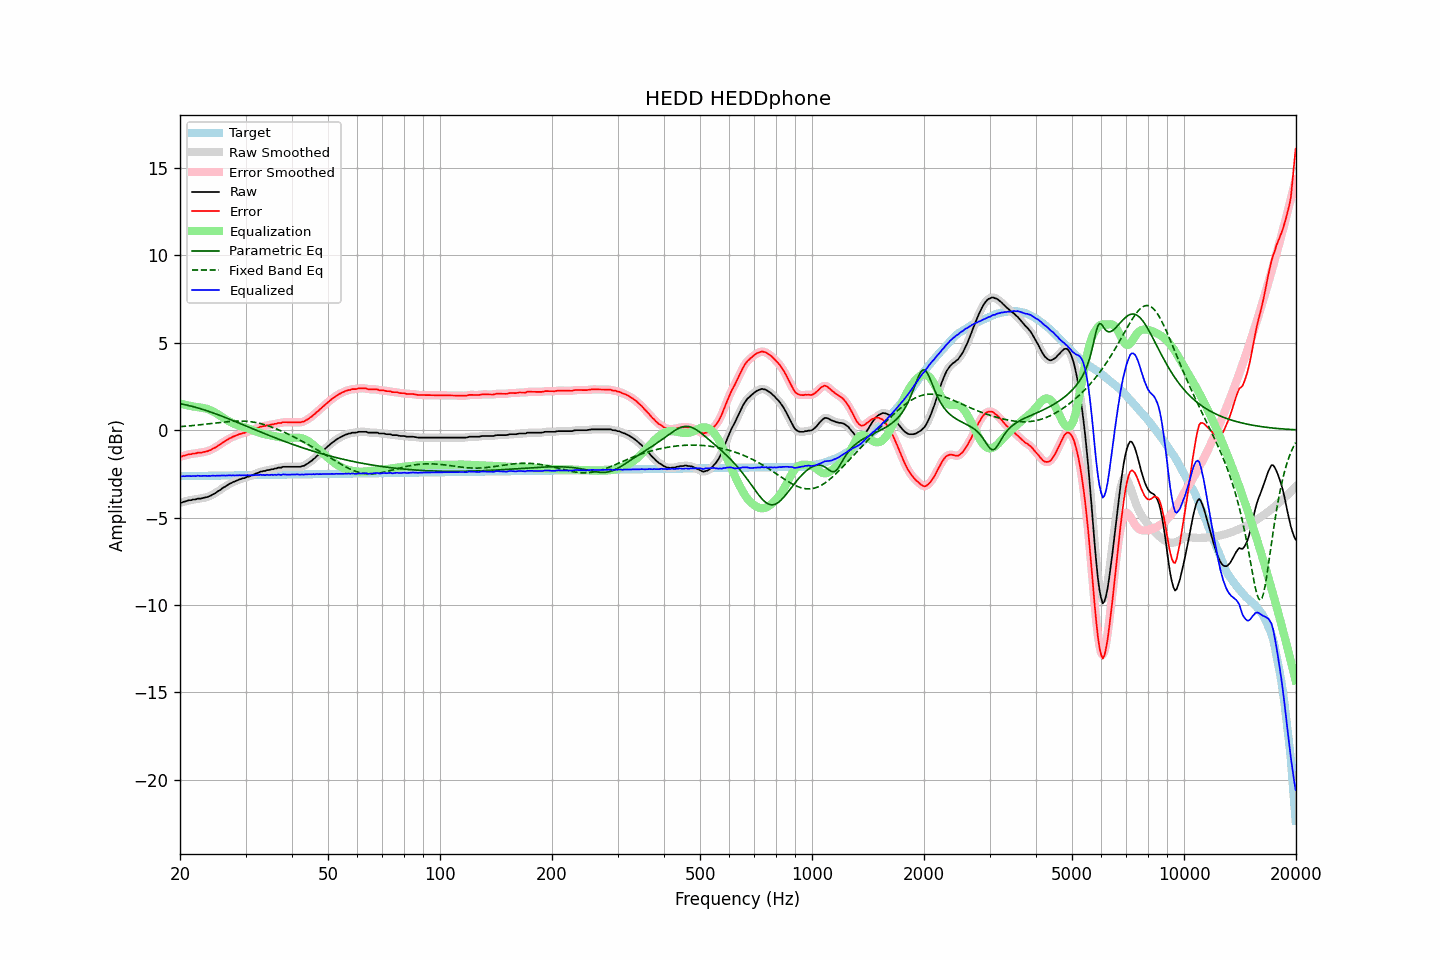 HEDD HEDDphone
Target
Raw Smoothed
Error Smoothed
Raw
Error
Equalization
Parametric Eq
Fixed Band Eq
Equalized
15
10
5
0
−5
−10
−15
−20
Amplitude (dBr)
20 50 100 200 500 1000 2000 5000 10000 20000
Frequency (Hz)